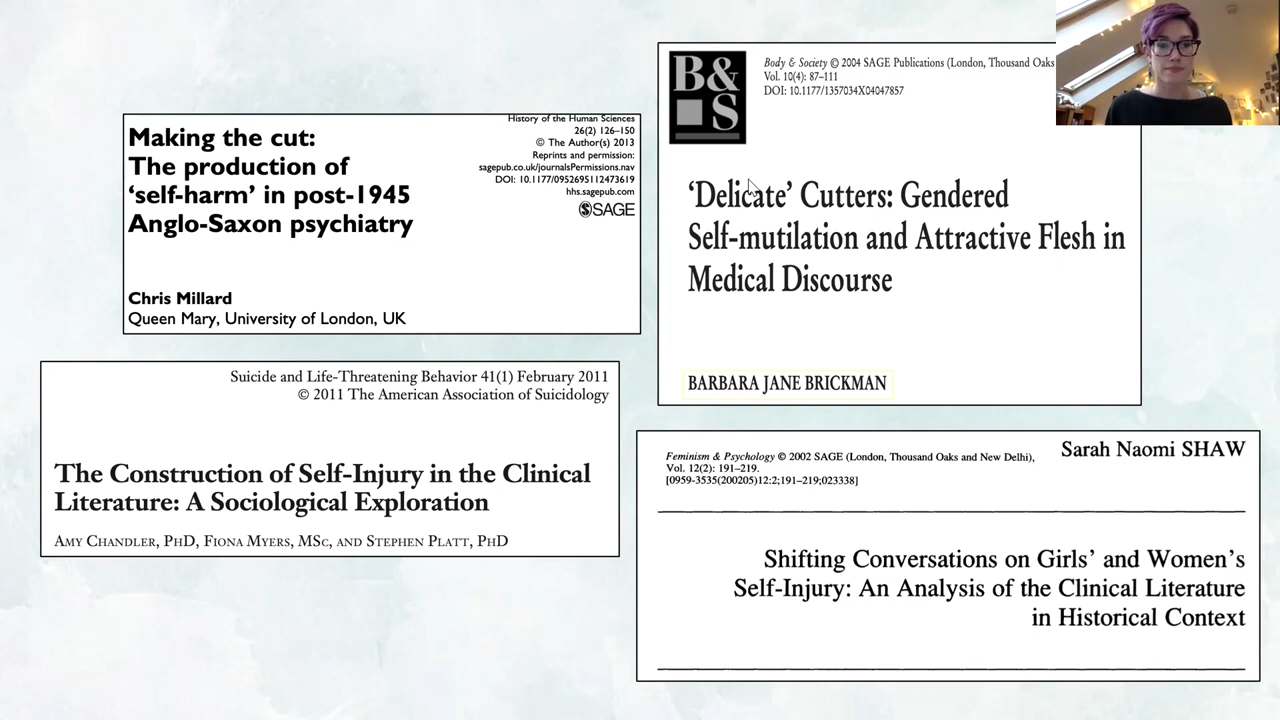 Making the cut:
The production of
‘self-harm’ in post-1945
Anglo-Saxon psychiatry
History of the Human Sciences
26(2) 126–150
© The Author(s) 2013
Reprints and permission:
sagepub.co.uk/journalsPermissions.nav
DOI: 10.1177/0952695112473619
hhs.sagepub.com
SAGE
Chris Millard
Queen Mary, University of London, UK
B&
S
Body & Society © 2004 SAGE Publications (London, Thousand Oaks
Vol. 10(4): 87–111
DOI: 10.1177/1357034X04047857
‘Delicate’ Cutters: Gendered
Self-mutilation and Attractive Flesh in
Medical Discourse
BARBARA JANE BRICKMAN
Suicide and Life-Threatening Behavior 41(1) February 2011
© 2011 The American Association of Suicidology
The Construction of Self-Injury in the Clinical
Literature: A Sociological Exploration
AMY CHANDLER, PHD, FIONA MYERS, MSC, AND STEPHEN PLATT, PHD
Sarah Naomi SHAW
Feminism & Psychology © 2002 SAGE (London, Thousand Oaks and New Delhi),
Vol. 12(2): 191–219.
[0959-3535(200205)12:2;191–219;023338]
Shifting Conversations on Girls’ and Women’s
Self-Injury: An Analysis of the Clinical Literature
in Historical Context